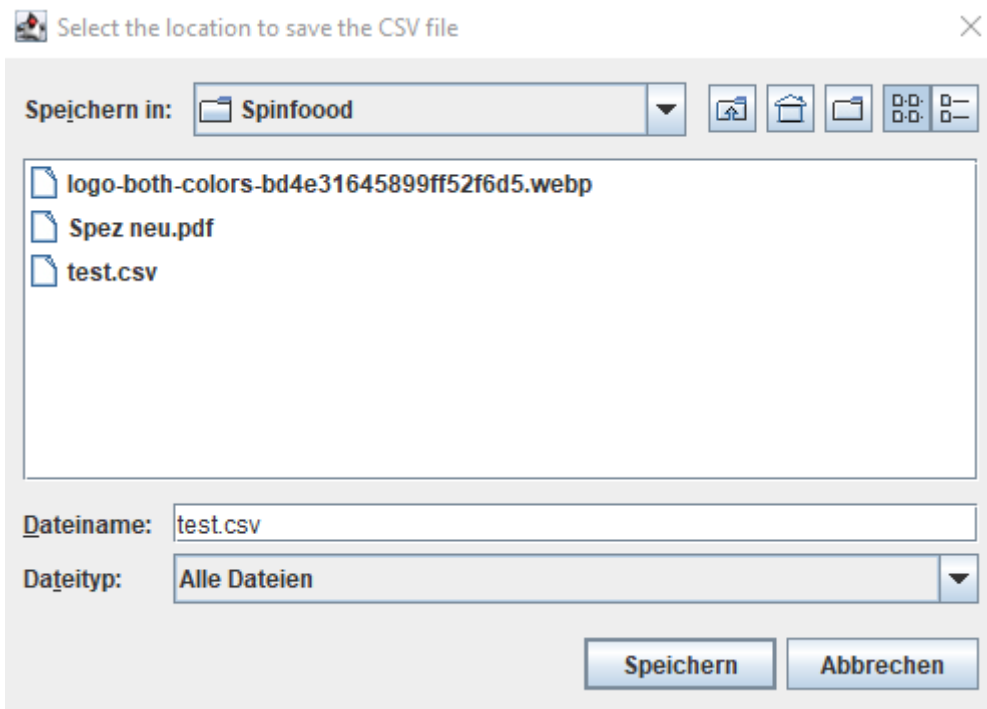 Select the location to save the CSV file
Speichern in: Spinfoood
logo-both-colors-bd4e31645899ff52f6d5.webp
Spez neu.pdf
test.csv
Dateiname: test.csv
Dateityp: Alle Dateien
Speichern Abbrechen